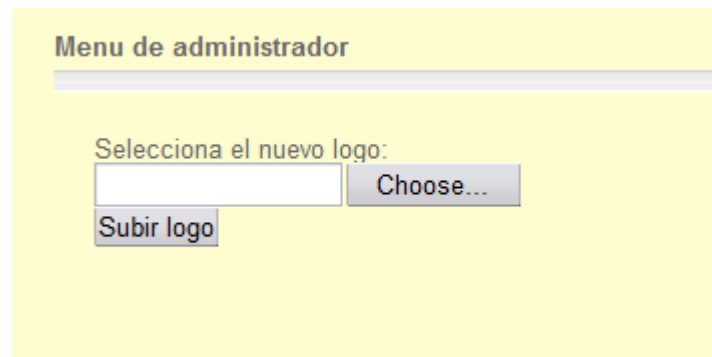 Menu de administrador
Selecciona el nuevo logo:
Choose...
Subir logo